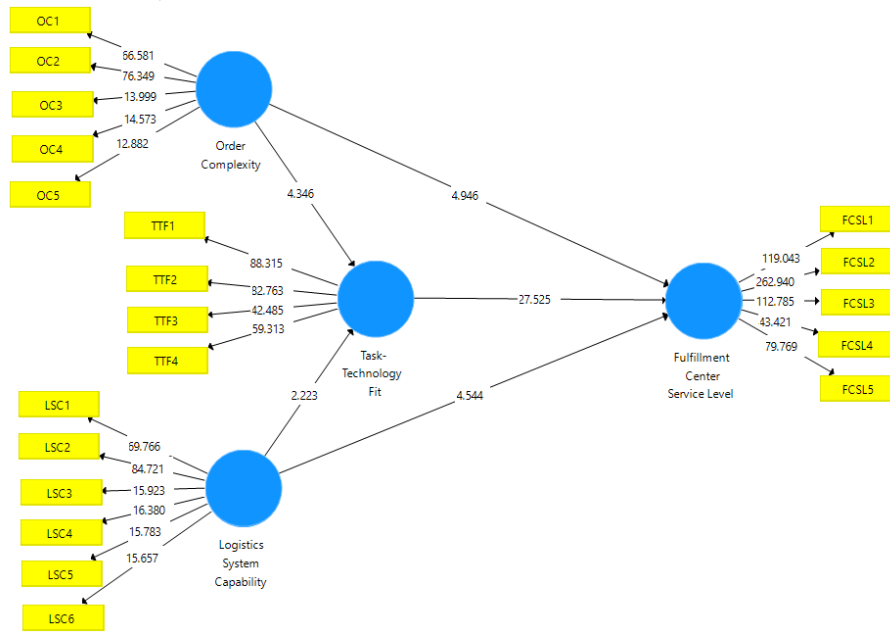 OC1
OC2
OC3
OC4
OC5
66.581
76.349
13.999
14.573
12.882
Order
Complexity
4.346
4.946
TTF1
TTF2
TTF3
TTF4
88.315
42.485
59.313
Task-
Technology
Fit
27.525
FCSL1
FCSL2
FCSL3
FCSL4
FCSL5
119.043
262.940
112.785
43.421
79.769
Fulfillment
Center
Service Level
2.223
4.544
LSC1
LSC2
LSC3
LSC4
LSC5
LSC6
84.721
15.923
16.380
15.783
15.657
Logistics
System
Capability